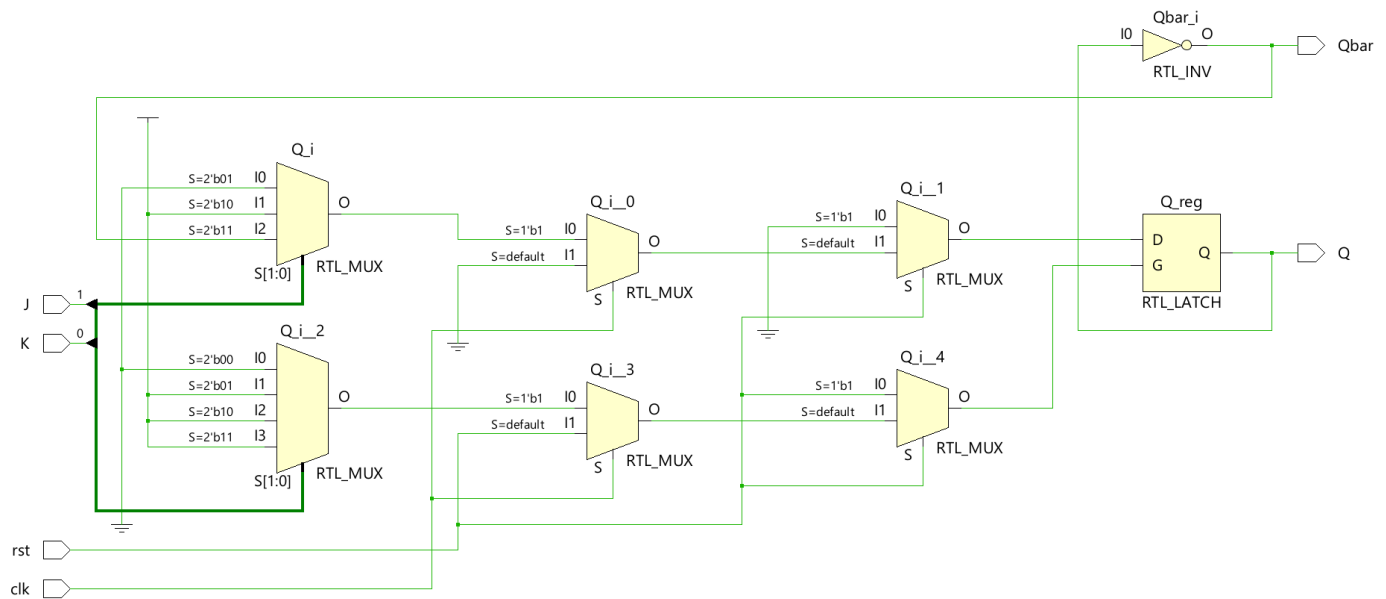 Qbar_i
I0
O
Qbar
RTL_INV
Q_i
S=2'b01
I0
S=2'b10
I1
O
S=2'b11
I2
S[1:0]
RTL_MUX
Q_i__0
S=1'b1
I0
O
S=default
I1
S
RTL_MUX
Q_i__1
S=1'b1
I0
O
S=default
I1
S
RTL_MUX
Q_reg
D
Q
G
RTL_LATCH
Q
J
1
K
0
Q_i__2
S=2'b00
I0
S=2'b01
I1
O
S=2'b10
I2
S=2'b11
I3
S[1:0]
RTL_MUX
Q_i__3
S=1'b1
I0
O
S=default
I1
S
RTL_MUX
Q_i__4
S=1'b1
I0
O
S=default
I1
S
RTL_MUX
rst
clk